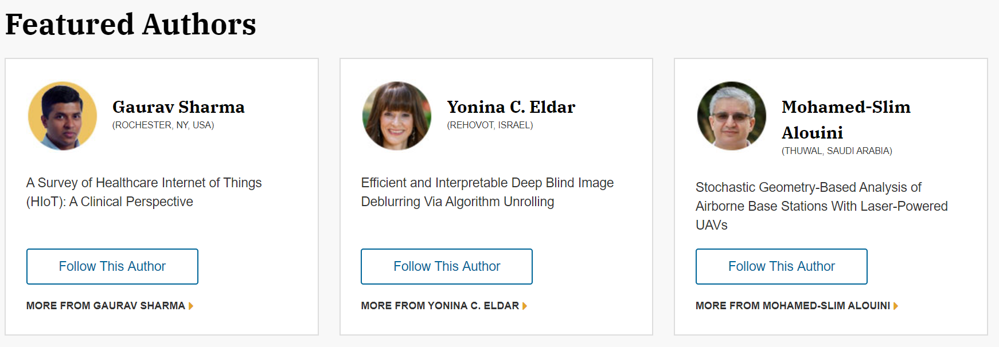 Featured Authors
Gaurav Sharma
(ROCHESTER, NY, USA)
A Survey of Healthcare Internet of Things
(HIoT): A Clinical Perspective
Follow This Author
MORE FROM GAURAV SHARMA
Yonina C. Eldar
(REHOVOT, ISRAEL)
Efficient and Interpretable Deep Blind Image
Deblurring Via Algorithm Unrolling
Follow This Author
MORE FROM YONINA C. ELDAR
Mohamed-Slim
Alouini
(THUWAL, SAUDI ARABIA)
Stochastic Geometry-Based Analysis of
Airborne Base Stations With Laser-Powered
UAVs
Follow This Author
MORE FROM MOHAMED-SLIM ALOUINI